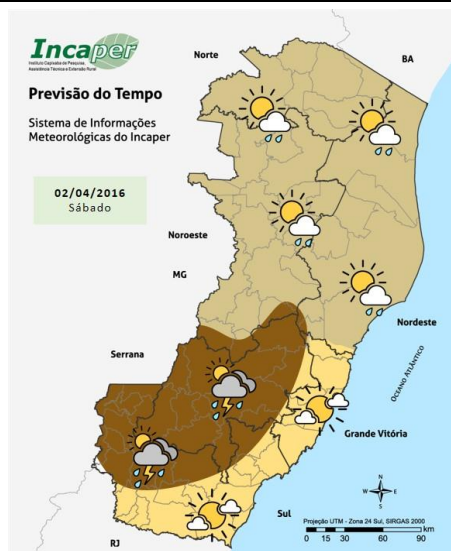 Incaper
Instituto Capixaba de Pesquisa,
Assistência Técnica e Extensão Rural
Previsão do Tempo
Sistema de Informações
Meteorológicas do Incaper
02/04/2016
Sábado
Norte
BA
Noroeste
MG
Nordeste
Serrana
OCEANO ATLÂNTICO
Grande Vitória
N
W E
S
Sul
RJ
Projeção UTM - Zona 24 Sul, SIRGAS 2000
km
0 15 30 60 90